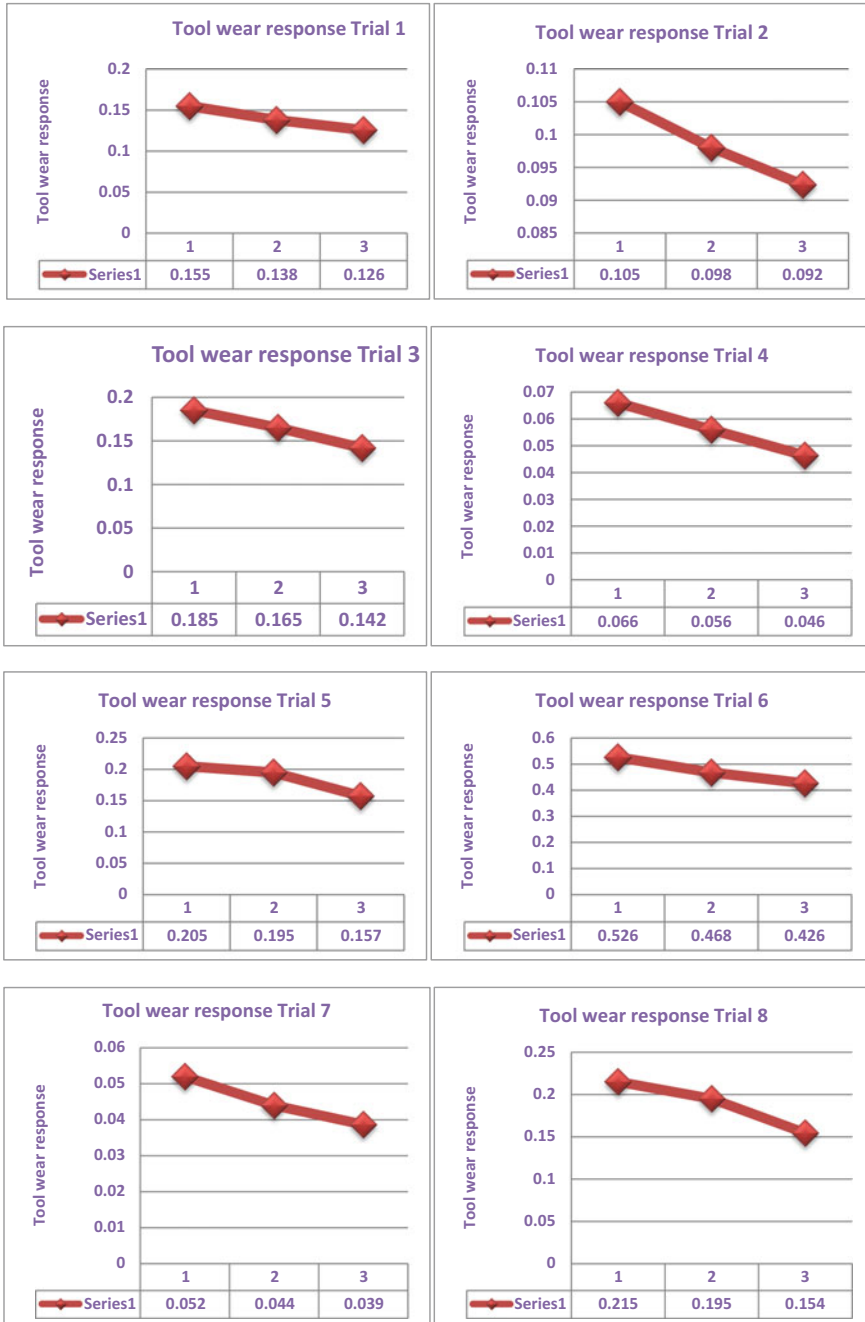 Tool wear response Trial 1
Tool wear response
0.2
0.15
0.1
0.05
0
1 2 3
Series1 0.155 0.138 0.126
Tool wear response Trial 2
Tool wear response
0.11
0.105
0.1
0.095
0.09
0.085
1 2 3
Series1 0.105 0.098 0.092
Tool wear response Trial 3
Tool wear response
0.2
0.15
0.1
0.05
0
1 2 3
Series1 0.185 0.165 0.142
Tool wear response Trial 4
Tool wear response
0.07
0.06
0.05
0.04
0.03
0.02
0.01
0
1 2 3
Series1 0.066 0.056 0.046
Tool wear response Trial 5
Tool wear response
0.25
0.2
0.15
0.1
0.05
0
1 2 3
Series1 0.205 0.195 0.157
Tool wear response Trial 6
Tool wear response
0.6
0.5
0.4
0.3
0.2
0.1
0
1 2 3
Series1 0.526 0.468 0.426
Tool wear response Trial 7
Tool wear response
0.06
0.05
0.04
0.03
0.02
0.01
0
1 2 3
Series1 0.052 0.044 0.039
Tool wear response Trial 8
Tool wear response
0.25
0.2
0.15
0.1
0.05
0
1 2 3
Series1 0.215 0.195 0.154